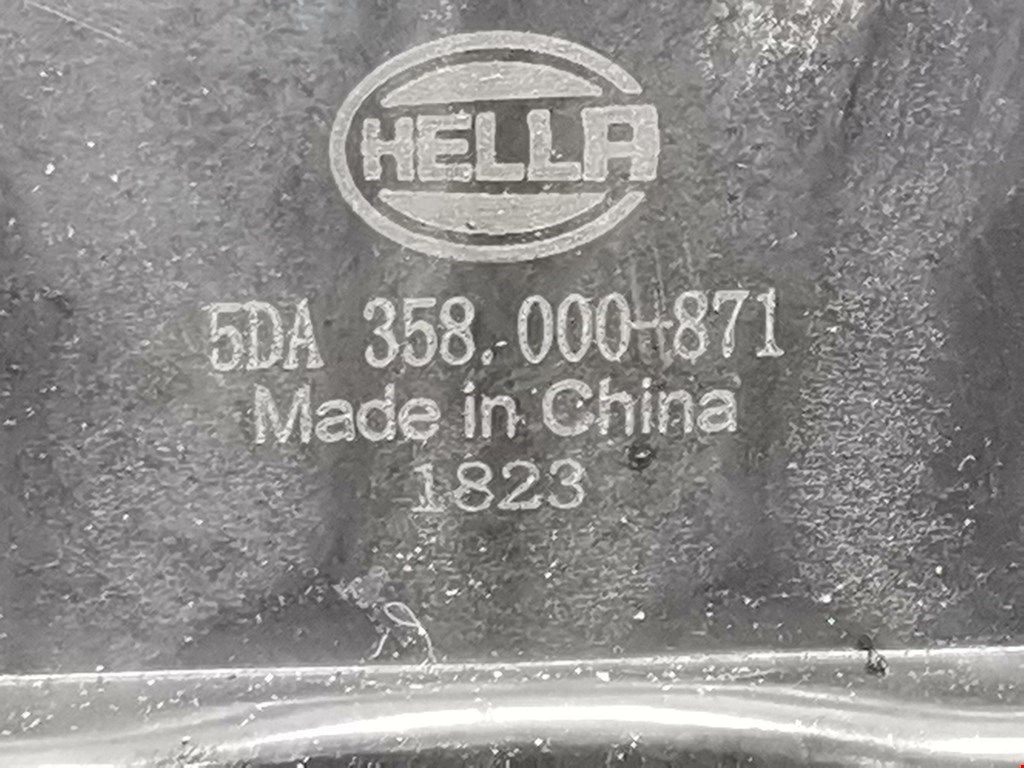 HELLA
5DA 358.000-871
Made in China
1823